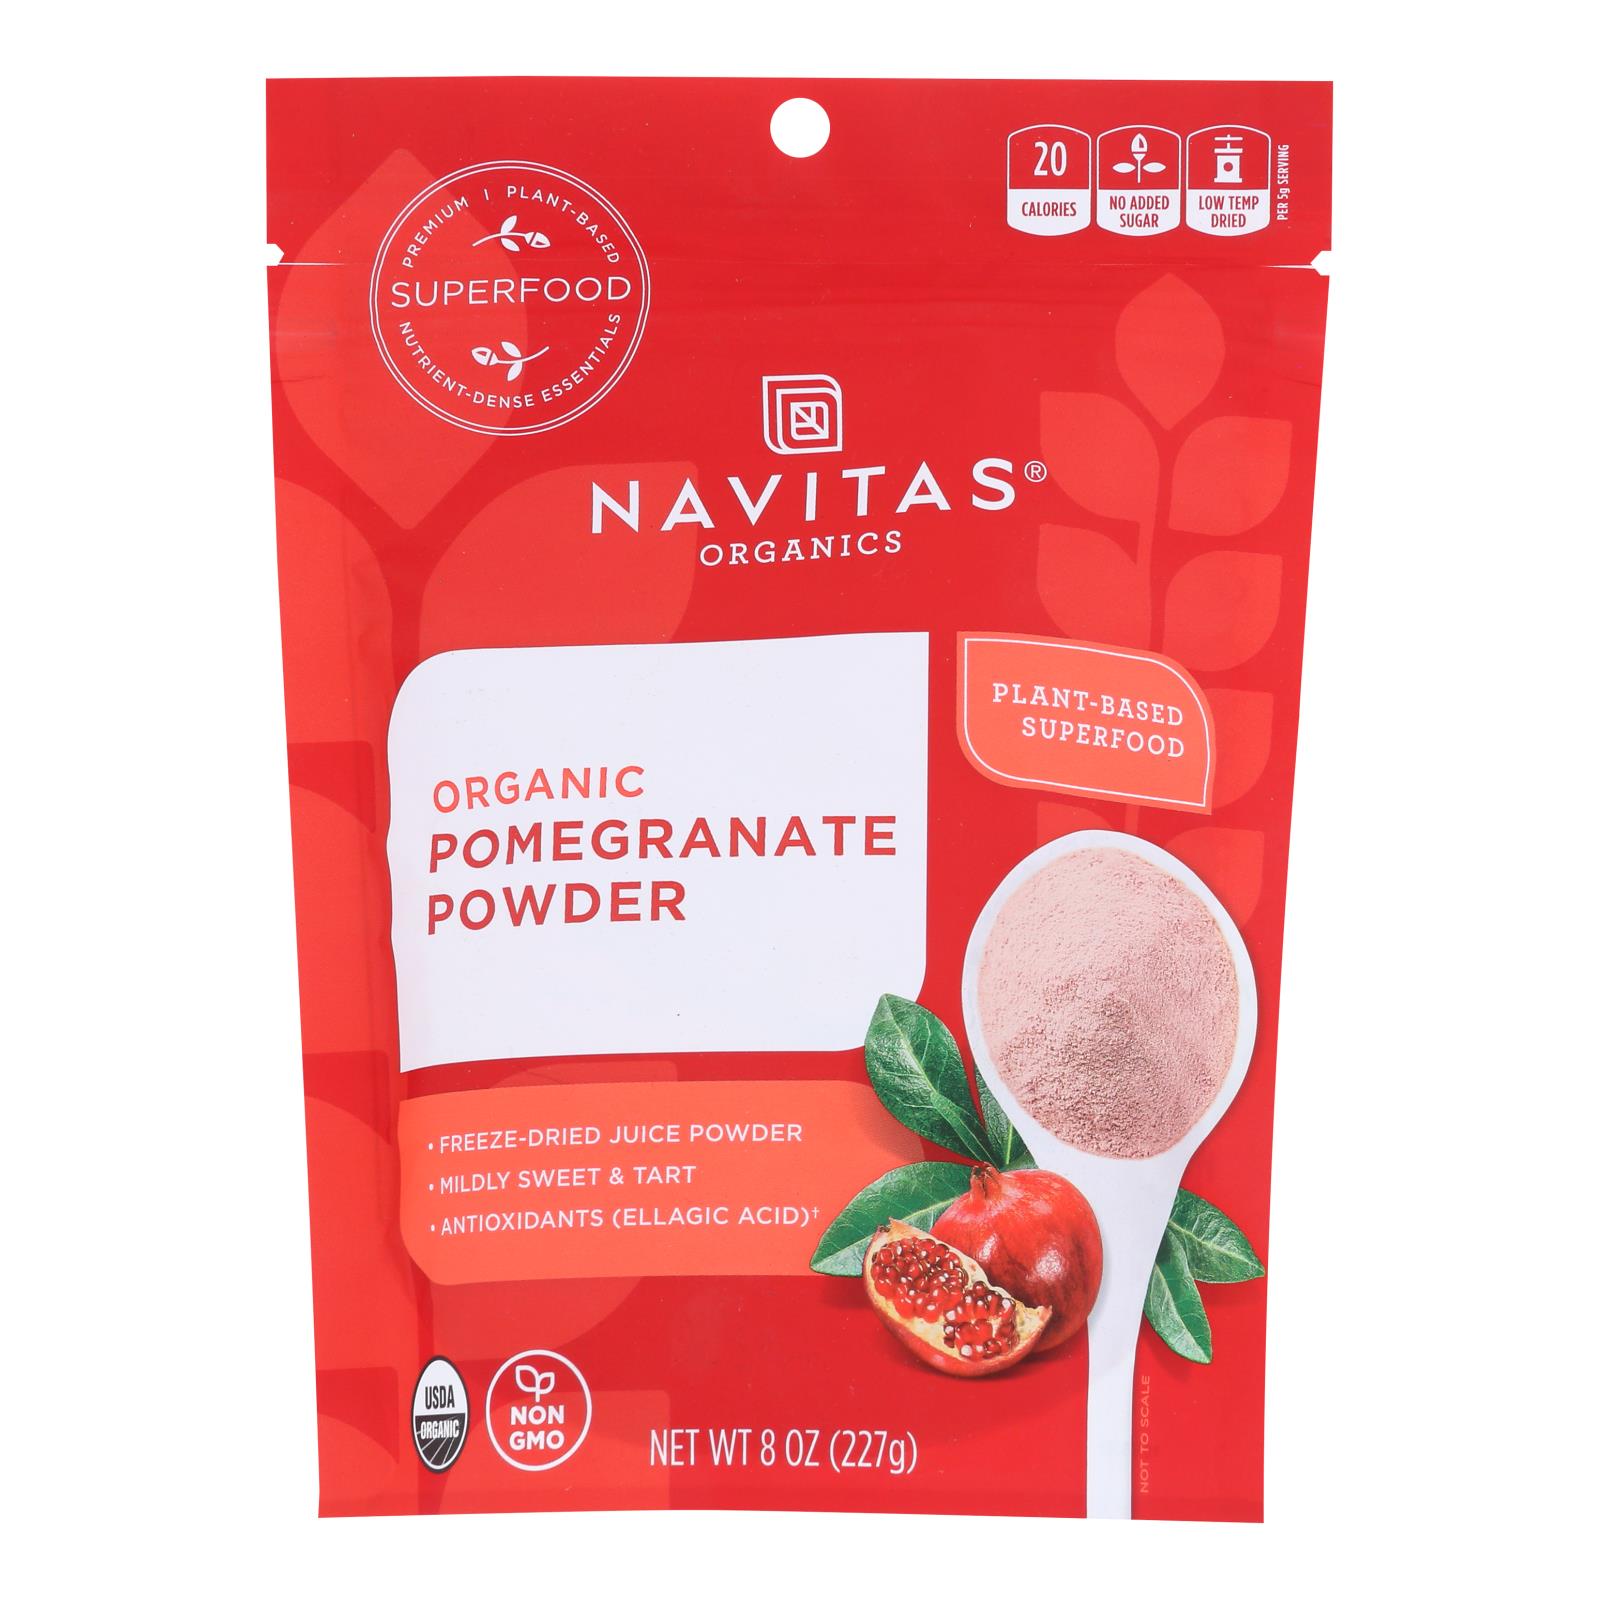 PREMIUM | PLANT-BASED
SUPERFOOD
NUTRIENT-DENSE ESSENTIALS
20
CALORIES
NO ADDED
SUGAR
LOW TEMP
DRIED
PER 5g SERVING
NAVITAS®
ORGANICS
PLANT-BASED
SUPERFOOD
ORGANIC
POMEGRANATE
POWDER
• FREEZE-DRIED JUICE POWDER
• MILDLY SWEET & TART
• ANTIOXIDANTS (ELLAGIC ACID)†
USDA
ORGANIC
NON
GMO
NET WT 8 OZ (227g)
NOT TO SCALE